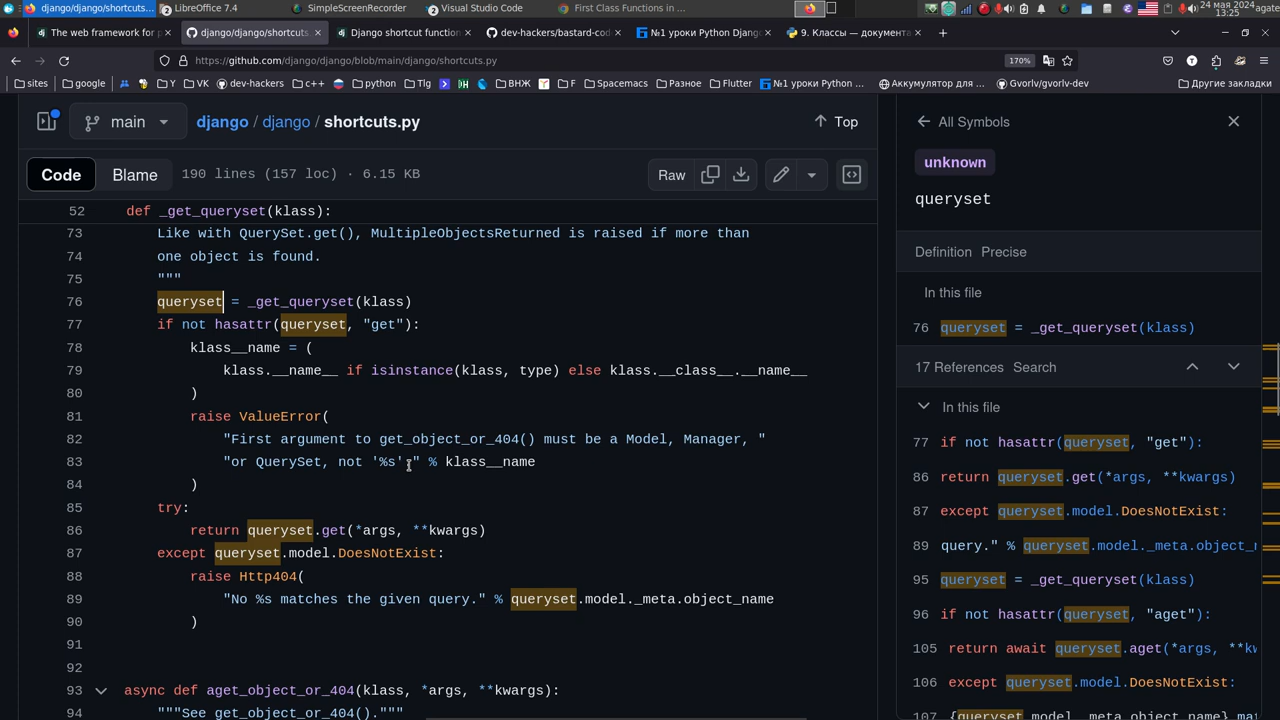 django/django/shortcuts...
LibreOffice 7.4
SimpleScreenRecorder
2 Visual Studio Code
First Class Functions in ...
24 мая 2024
13:25
agate
The web framework for p
django/django/shortcuts.
Django shortcut function
dev-hackers/bastard-cod
№1 уроки Python Django
9. Классы — документа
https://github.com/django/django/blob/main/django/shortcuts.py
170%
sites
google
Y
VK
dev-hackers
c++
python
Tlg
ВНЖ
F
Spacemacs
Разное
Flutter
№1 уроки Python ...
Аккумулятор для ...
Gvorlv/gvorlv-dev
Другие закладки
main
django / django / shortcuts.py
Top
Code
Blame
190 lines (157 loc) · 6.15 KB
Raw
52 def _get_queryset(klass):
73 Like with QuerySet.get(), MultipleObjectsReturned is raised if more than
74 one object is found.
75 """
76 queryset = _get_queryset(klass)
77 if not hasattr(queryset, "get"):
78 klass__name = (
79 klass.__name__ if isinstance(klass, type) else klass.__class__.__name__
80 )
81 raise ValueError(
82 "First argument to get_object_or_404() must be a Model, Manager, "
83 "or QuerySet, not '%s'." % klass__name
84 )
85 try:
86 return queryset.get(*args, **kwargs)
87 except queryset.model.DoesNotExist:
88 raise Http404(
89 "No %s matches the given query." % queryset.model._meta.object_name
90 )
91
92
93 async def aget_object_or_404(klass, *args, **kwargs):
94 """See get_object_or_404()."""
All Symbols
unknown
queryset
Definition Precise
In this file
76 queryset = _get_queryset(klass)
17 References Search
In this file
77 if not hasattr(queryset, "get"):
86 return queryset.get(*args, **kwargs)
87 except queryset.model.DoesNotExist:
89 query." % queryset.model._meta.object_
95 queryset = _get_queryset(klass)
96 if not hasattr(queryset, "aget"):
105 return await queryset.aget(*args, **kw
106 except queryset.model.DoesNotExist:
107 {queryset.model._meta.object_name} mat